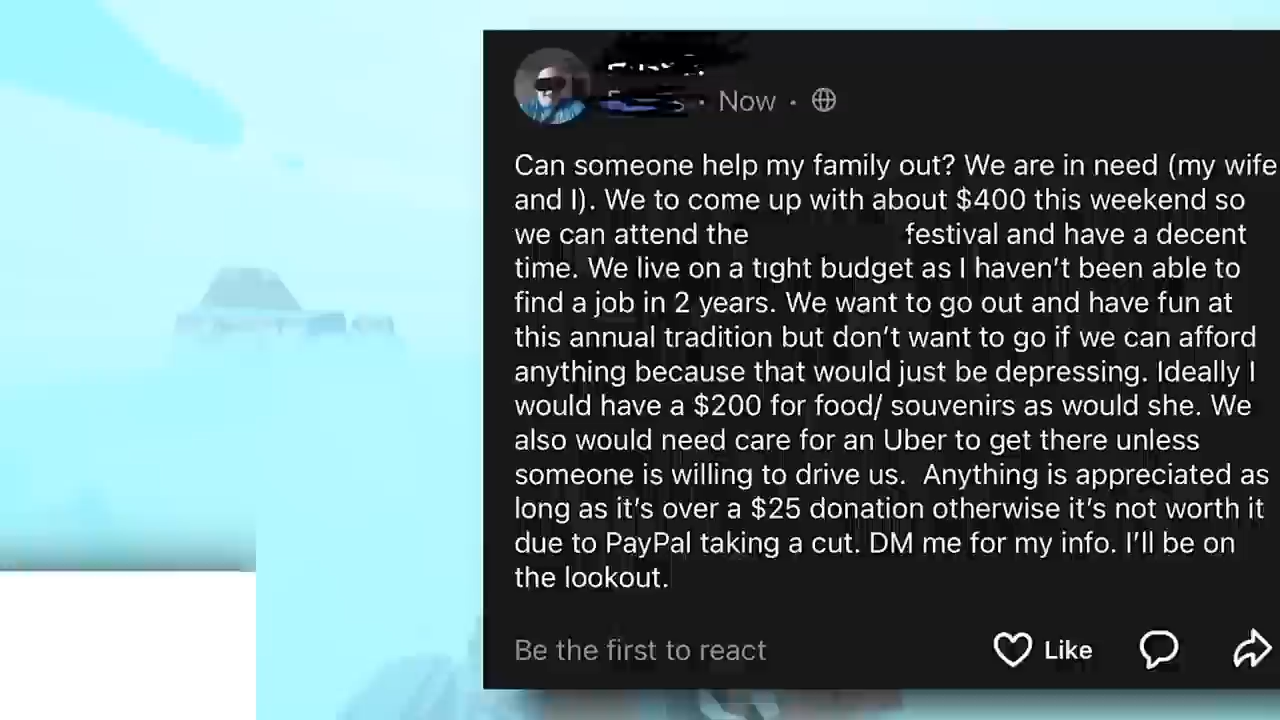 · Now ·
Can someone help my family out? We are in need (my wife
and I). We to come up with about $400 this weekend so
we can attend the festival and have a decent
time. We live on a tight budget as I haven’t been able to
find a job in 2 years. We want to go out and have fun at
this annual tradition but don’t want to go if we can afford
anything because that would just be depressing. Ideally I
would have a $200 for food/ souvenirs as would she. We
also would need care for an Uber to get there unless
someone is willing to drive us.  Anything is appreciated as
long as it’s over a $25 donation otherwise it’s not worth it
due to PayPal taking a cut. DM me for my info. I’ll be on
the lookout.
Be the first to react Like